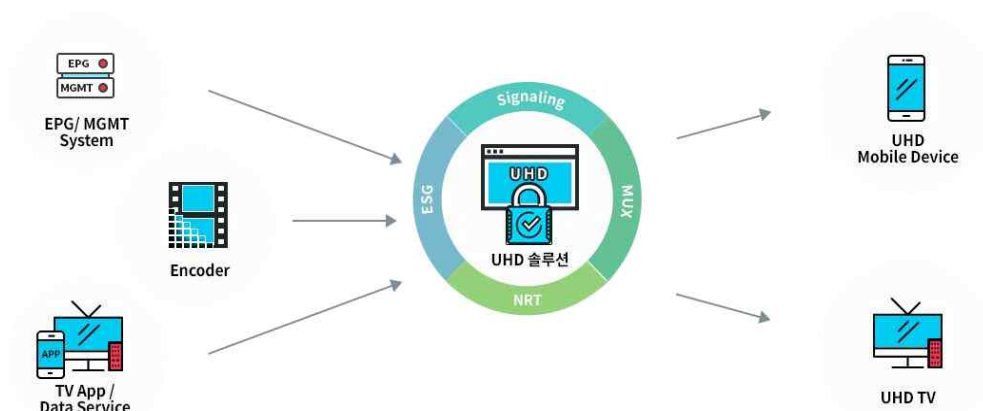 EPG
MGMT
EPG/ MGMT
System
Encoder
APP
TV App /
Data Service
Signaling
ESG
MUX
NRT
UHD
UHD 솔루션
UHD
Mobile Device
UHD TV